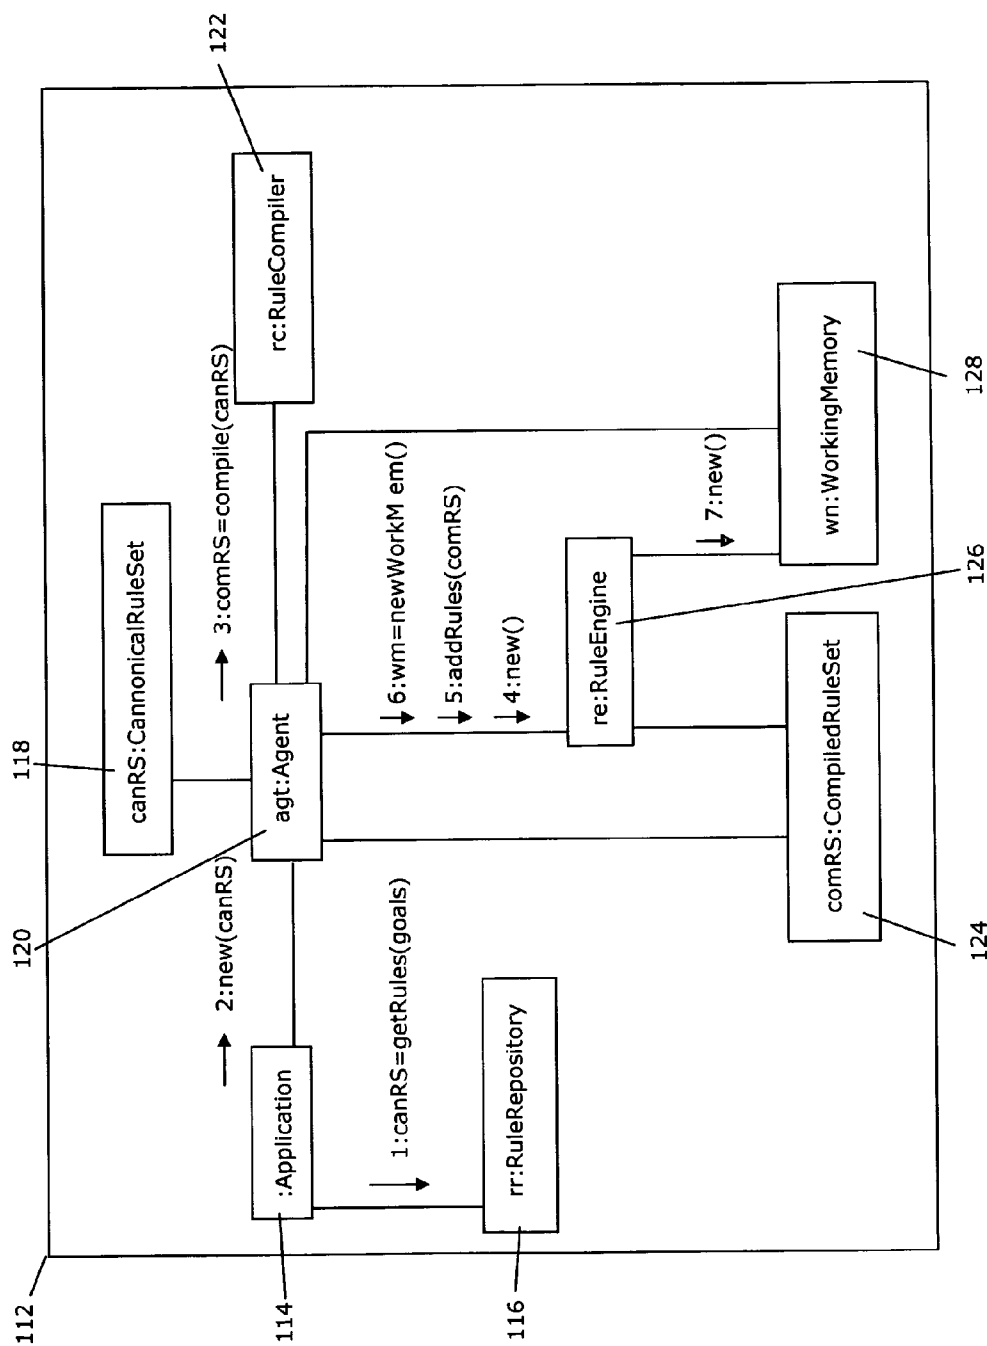 112
122
118
canRS:CannonicalRuleSet
120
2:new(canRS)
3:comRS=compile(canRS)
rc:RuleCompiler
:Application
114
agt:Agent
1:canRS=getRules(goals)
6:wm=newWorkM em()
5:addRules(comRS)
4:new()
rr:RuleRepository
116
re:RuleEngine
126
7:new()
comRS:CompiledRuleSet
124
wn:WorkingMemory
128